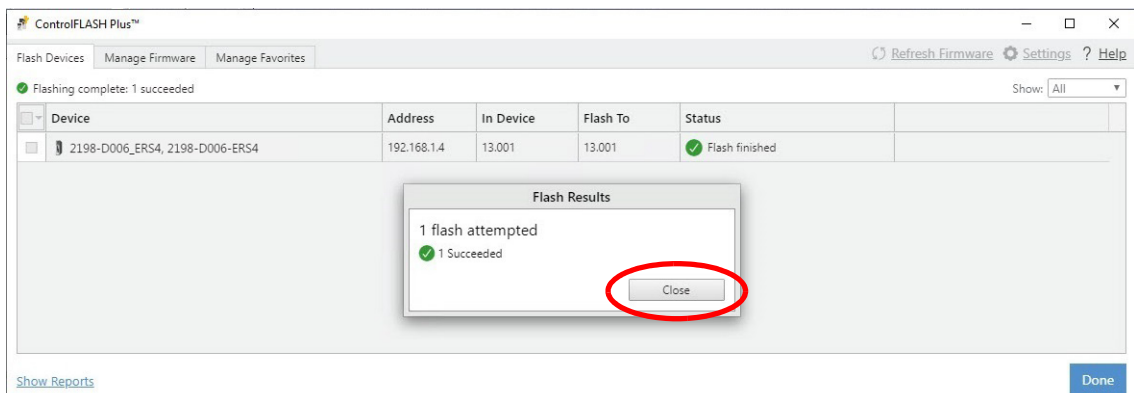 ControlFLASH Plus™
Flash Devices Manage Firmware Manage Favorites Refresh Firmware Settings ? Help
Flashing complete: 1 succeeded Show: All
Device Address In Device Flash To Status
2198-D006_ERS4, 2198-D006-ERS4 192.168.1.4 13.001 13.001 Flash finished
Flash Results
1 flash attempted
1 Succeeded
Close
Show Reports Done